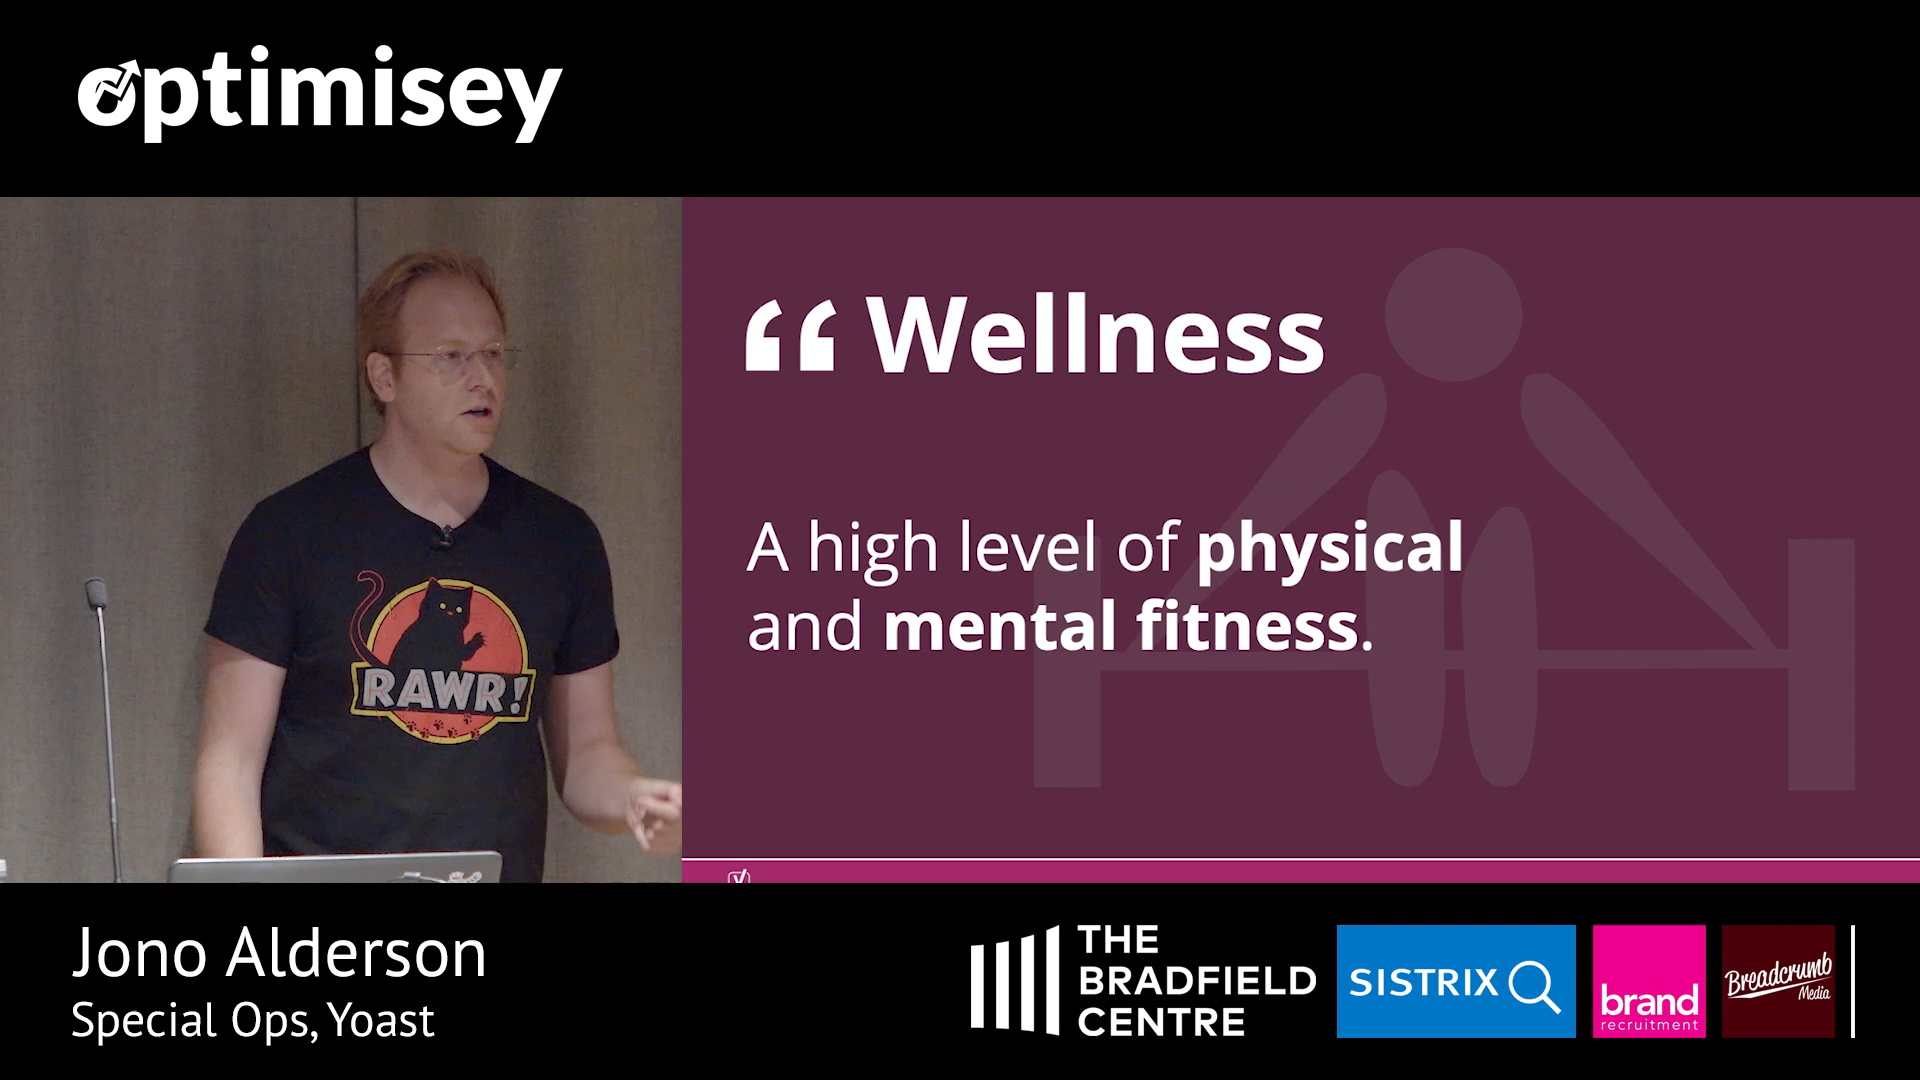 optimisey
“Wellness
A high level of physical
and mental fitness.
RAWR!
Jono Alderson
Special Ops, Yoast
THE
BRADFIELD
CENTRE
SISTRIX
brand
recruitment
Breadcrumb
Media